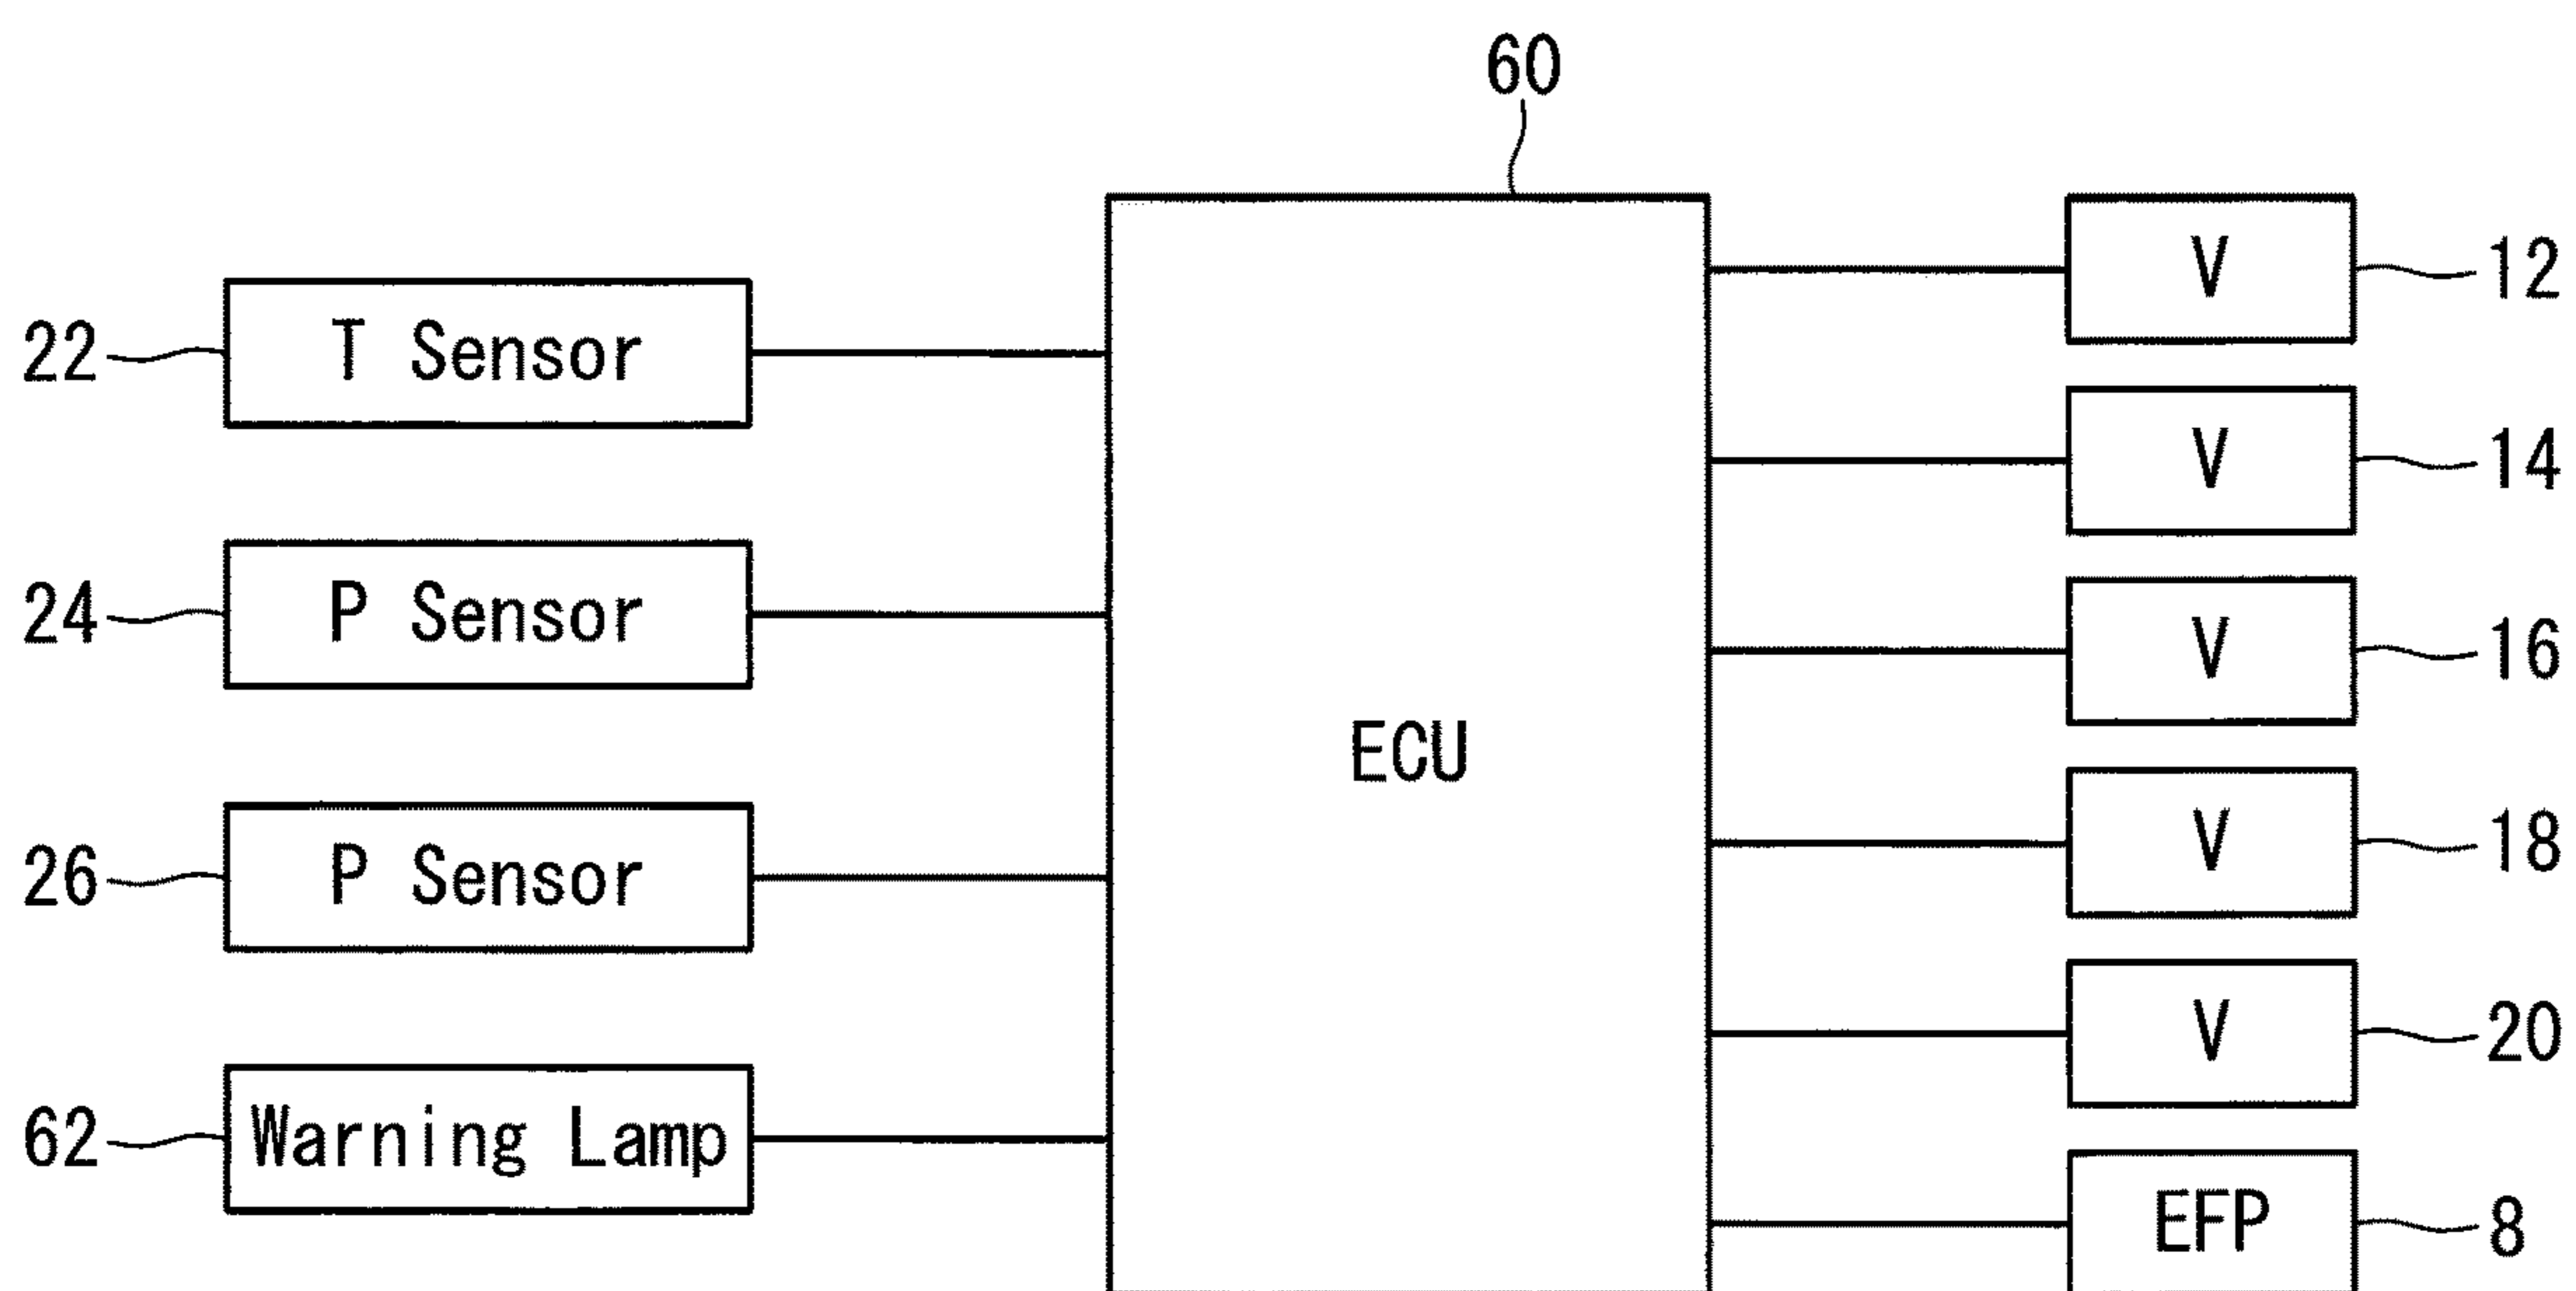 60
V 12
22 T Sensor
V 14
24 P Sensor
V 16
ECU
26 P Sensor
V 18
V 20
62 Warning Lamp
EFP 8